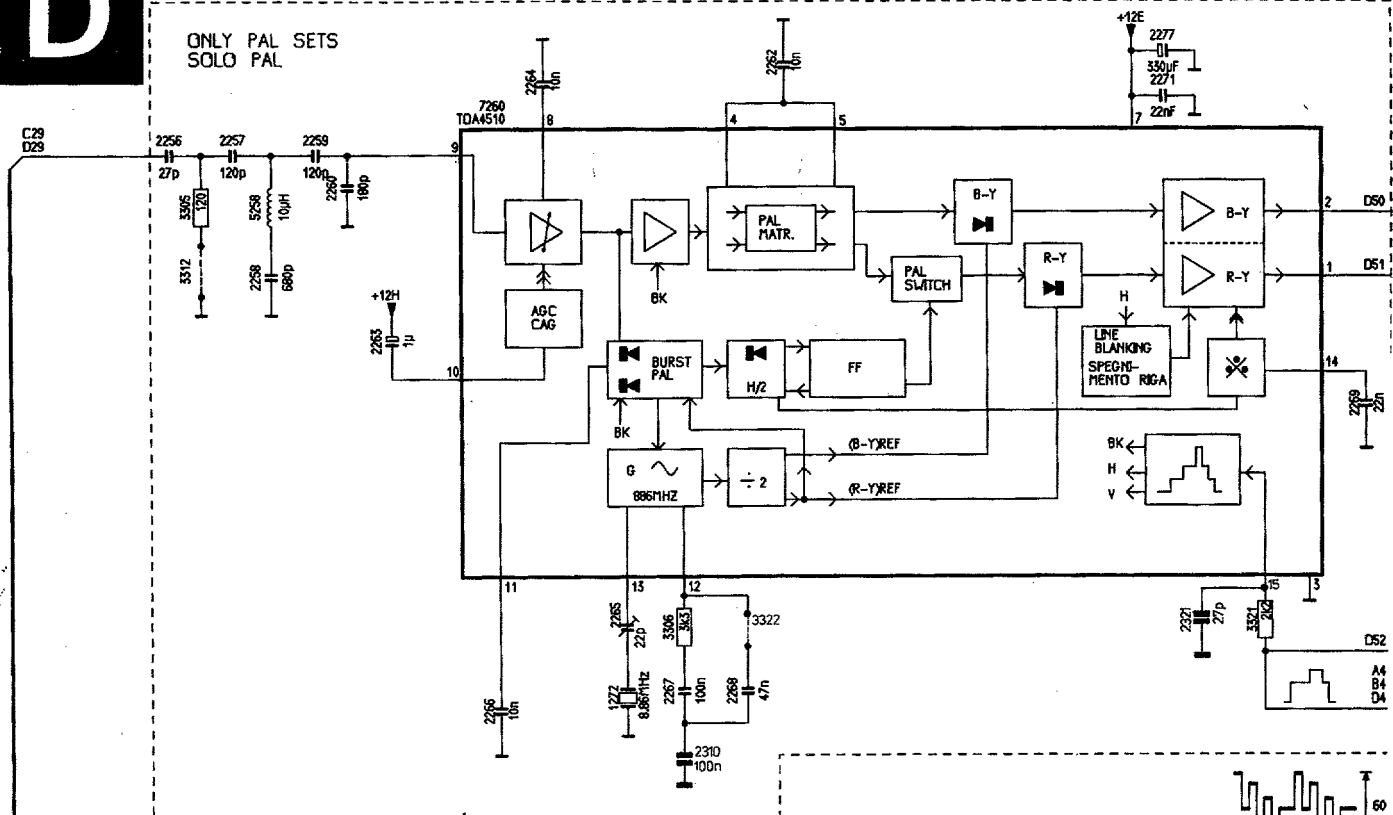 D
ONLY PAL SETS
SOLO PAL
C29
D29
2256
27p
2257
120p
2259
120p
2260
180p
3305
120
3312
5258
10µH
2258
680p
+12H
2263
1µ
2264
10n
2262
10n
+12E
2277
330µF
2271
22nF
7260
TDA4510
8
4
5
7
9
10
AGC
CAG
BK
PAL
MATR.
B-Y
R-Y
PAL
SWITCH
B-Y
R-Y
2
D50
1
D51
H
LINE
BLANKING
SPEGNI-
MENTO RIGA
14
2269
22n
BURST
PAL
BK
H/2
FF
G
886MHZ
÷ 2
(B-Y)REF
(R-Y)REF
BK
H
V
11
13
12
15
3
2266
10n
2265
22p
1272
8.86MHz
3306
3k3
2267
100n
3322
2268
47n
2310
100n
2321
27p
3321
2k2
D52
A4
B4
D4
60